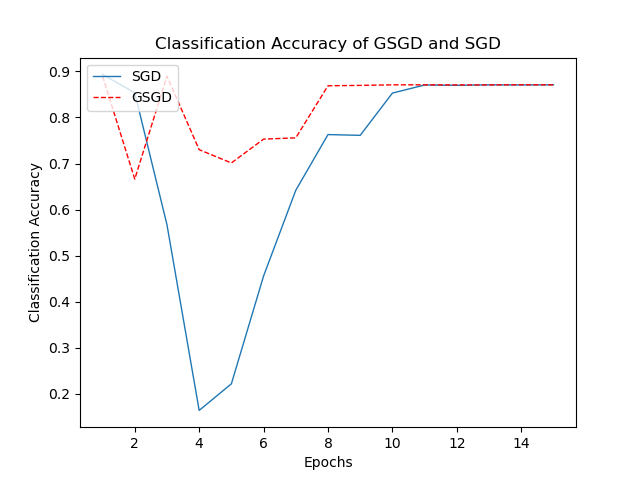 Classification Accuracy of GSGD and SGD
SGD
GSGD
Classification Accuracy
0.9
0.8
0.7
0.6
0.5
0.4
0.3
0.2
2 4 6 8 10 12 14
Epochs